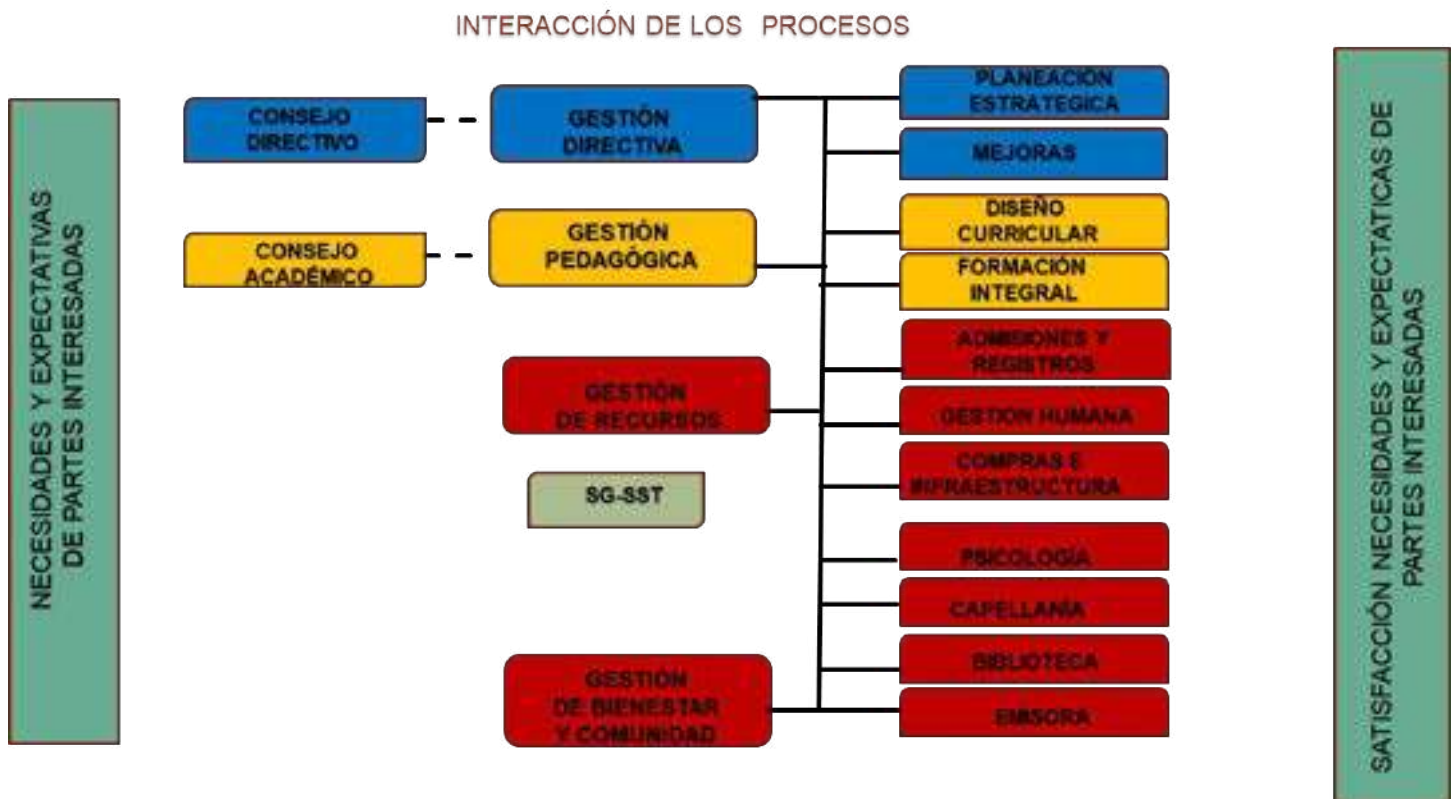 INTERACCIÓN DE LOS PROCESOS
NECESIDADES Y EXPECTATIVAS
DE PARTES INTERESADAS
CONSEJO
DIRECTIVO
GESTIÓN
DIRECTIVA
PLANEACIÓN
ESTRATEGICA
MEJORAS
CONSEJO
ACADÉMICO
GESTIÓN
PEDAGÓGICA
DISEÑO
CURRICULAR
FORMACIÓN
INTEGRAL
GESTIÓN
DE RECURSOS
ADMISIONES Y
REGISTROS
GESTION HUMANA
COMPRAS E
INFRAESTRUCTURA
SG-SST
PSICOLOGÍA
CAPELLANÍA
BIBLIOTECA
EMISORA
GESTIÓN
DE BIENESTAR
Y COMUNIDAD
SATISFACCIÓN NECESIDADES Y EXPECTATICAS DE
PARTES INTERESADAS